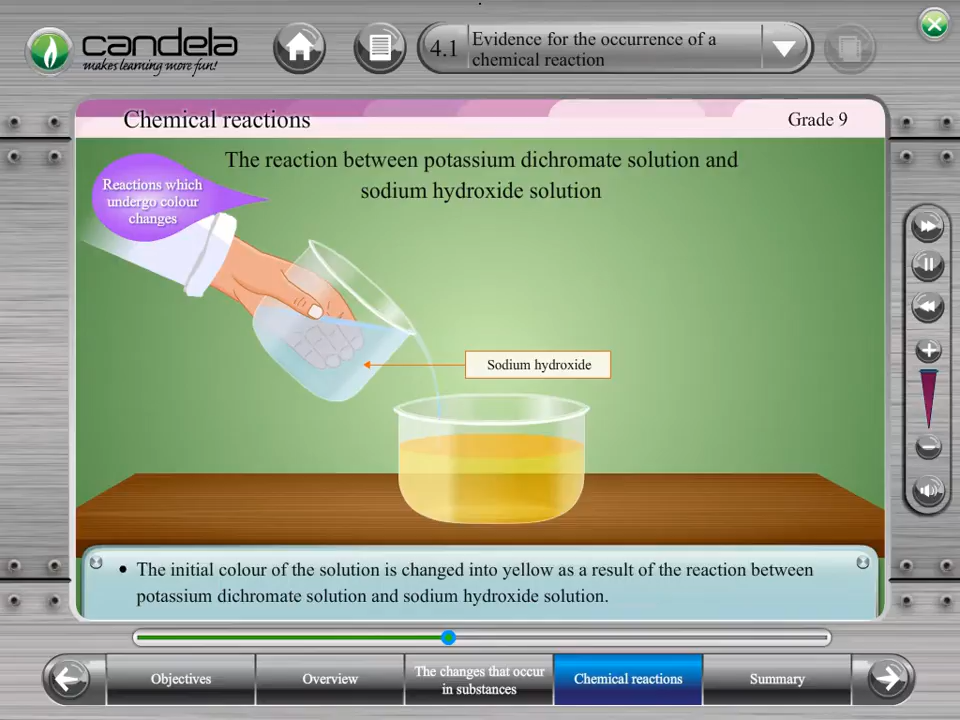 candela
makes learning more fun!
4.1
Evidence for the occurrence of a
chemical reaction
Chemical reactions
Grade 9
The reaction between potassium dichromate solution and
sodium hydroxide solution
Reactions which
undergo colour
changes
Sodium hydroxide
• The initial colour of the solution is changed into yellow as a result of the reaction between
potassium dichromate solution and sodium hydroxide solution.
Objectives
Overview
The changes that occur
in substances
Chemical reactions
Summary